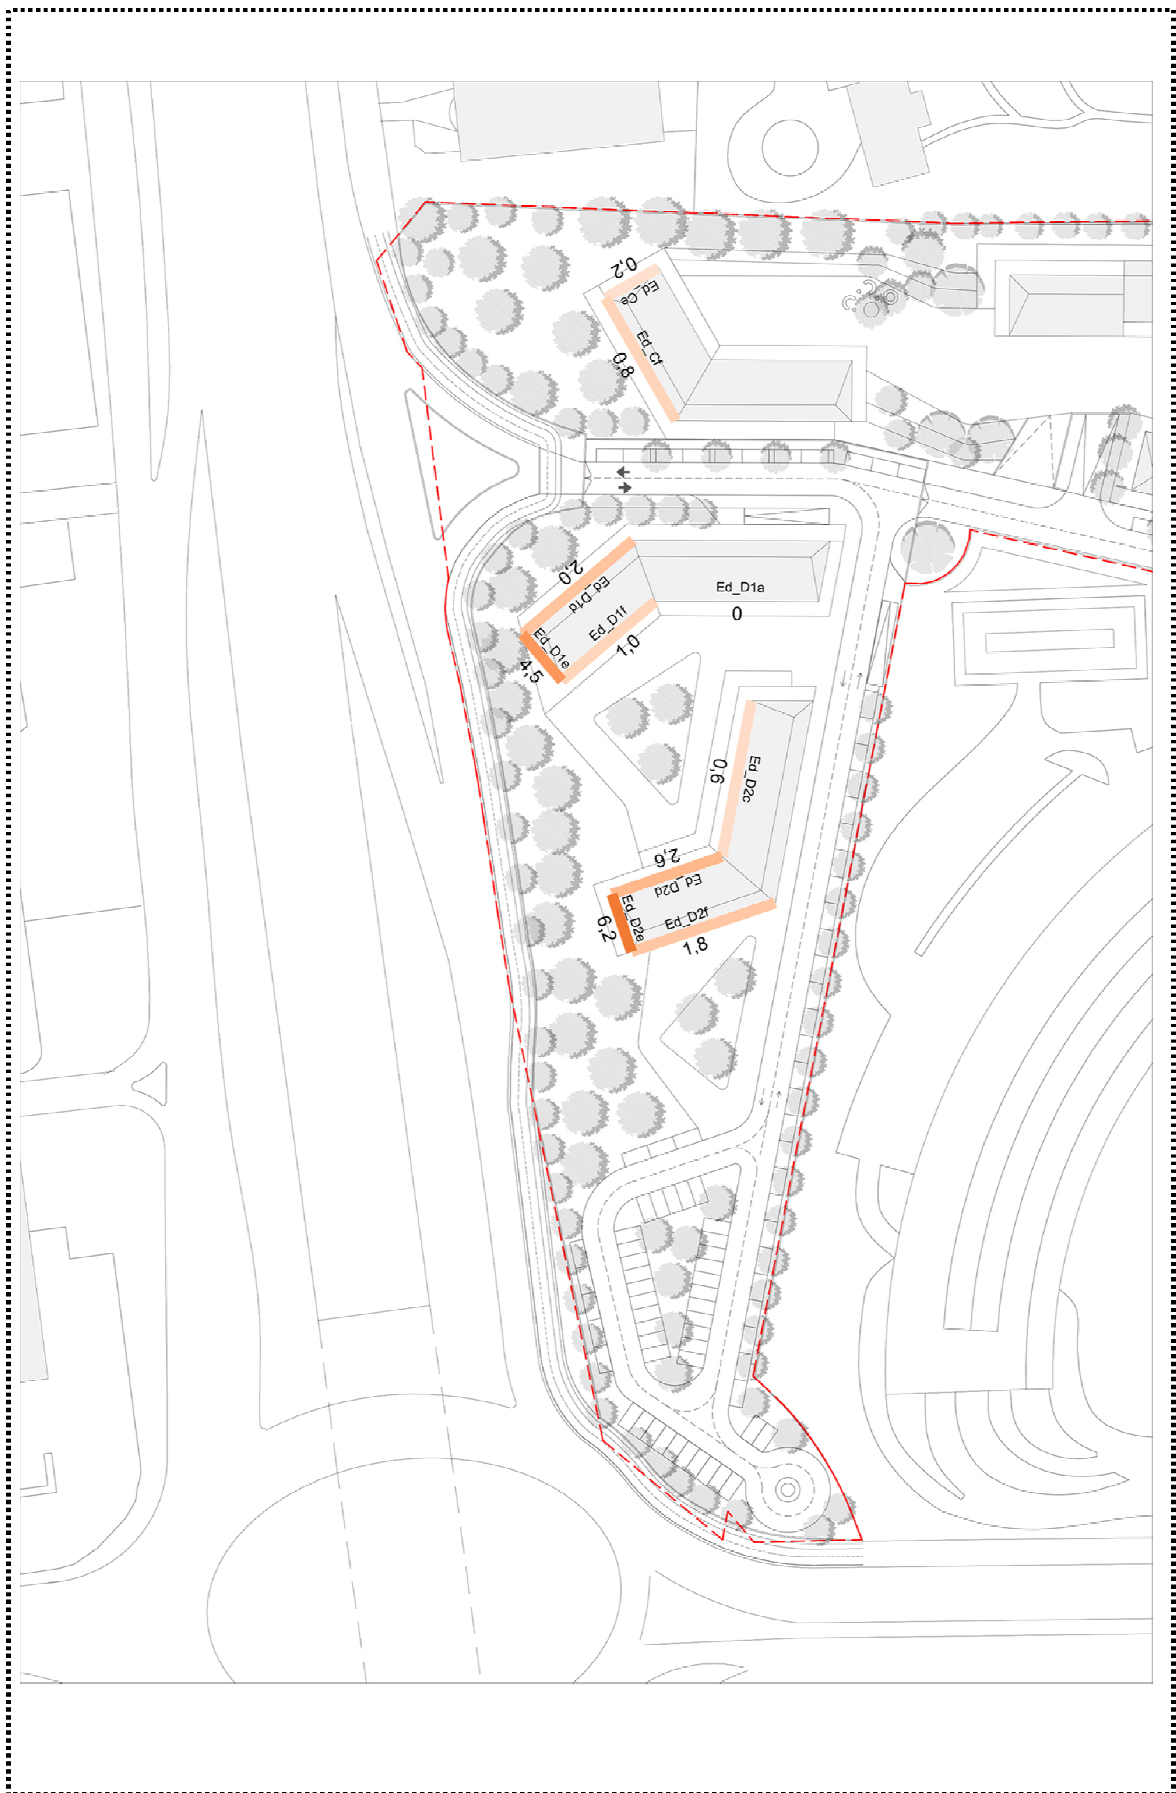 0,2
Ed_Ce
Ed_Cf
0,8
2,0
Ed_D1d
Ed_D1a
0
Ed_D1f
1,0
Ed_D1e
4,5
Ed_D2c
0,6
2,6
Ed_D2d
Ed_D2e
6,2
Ed_D2f
1,8